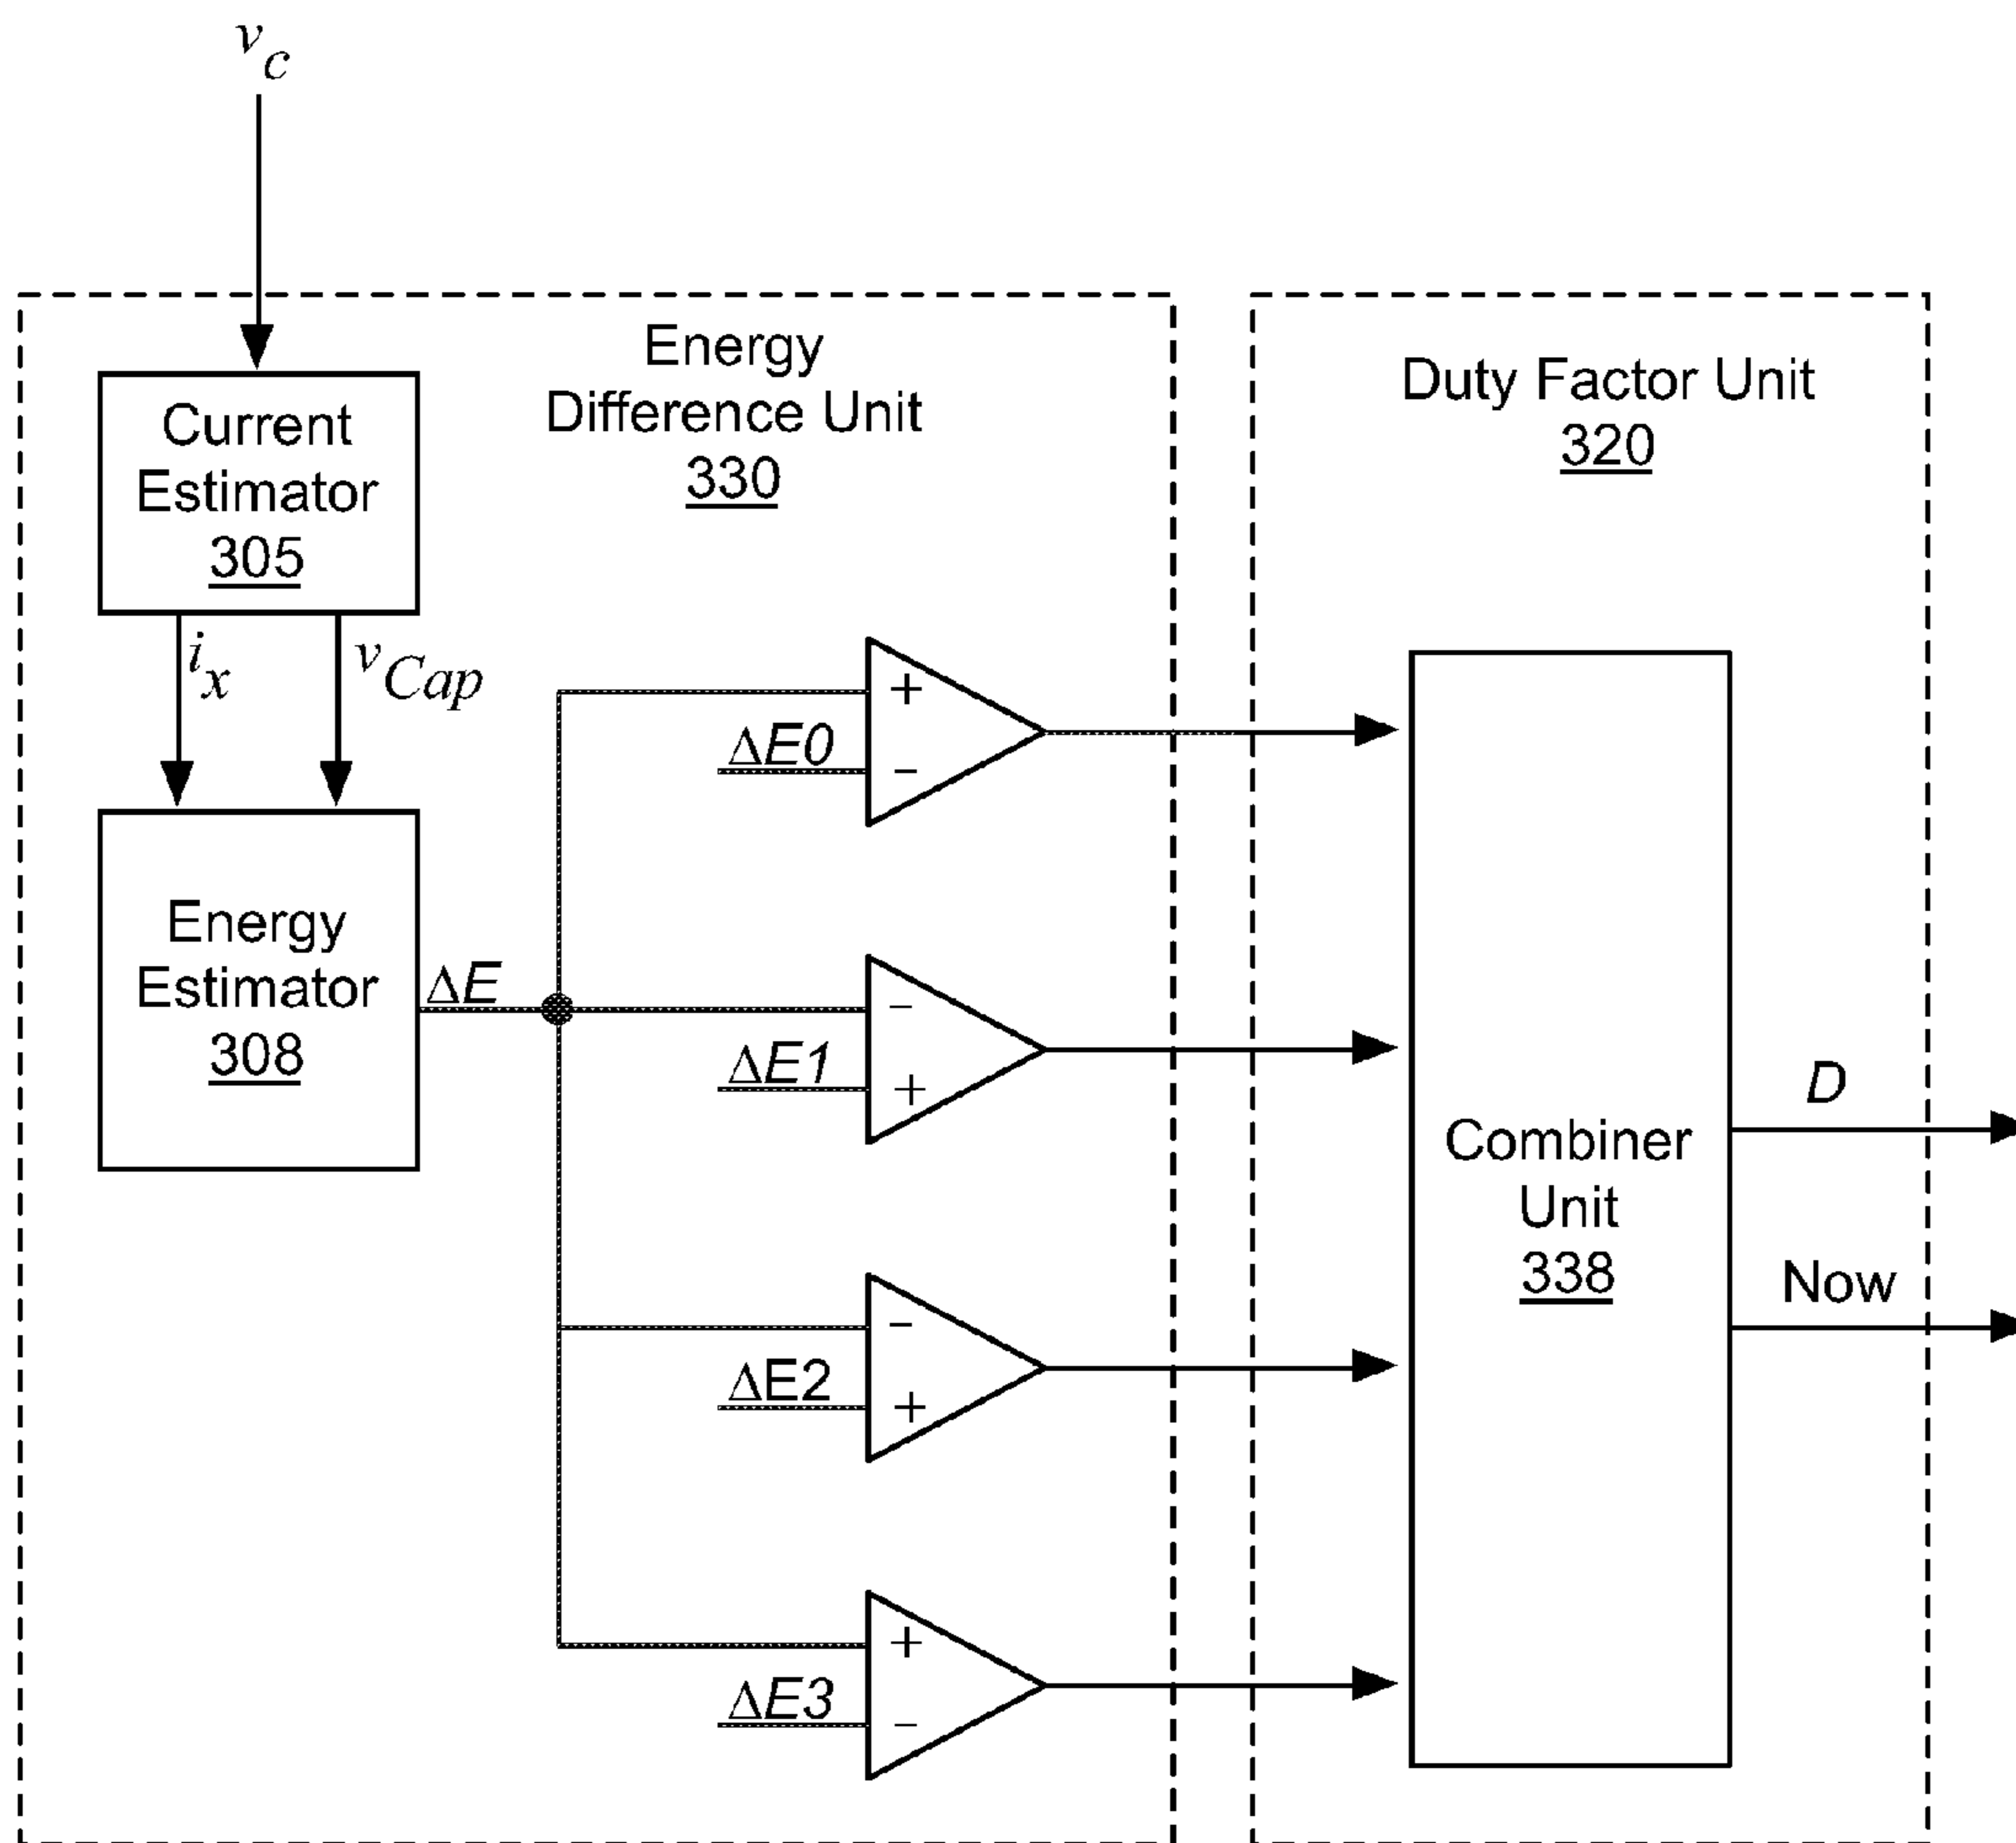 v_c
Energy
Difference Unit
330
Duty Factor Unit
320
Current
Estimator
305
i_x
v_Cap
Energy
Estimator
308
ΔE
+
ΔE0
−
−
ΔE1
+
−
ΔE2
+
+
ΔE3
−
Combiner
Unit
338
D
Now